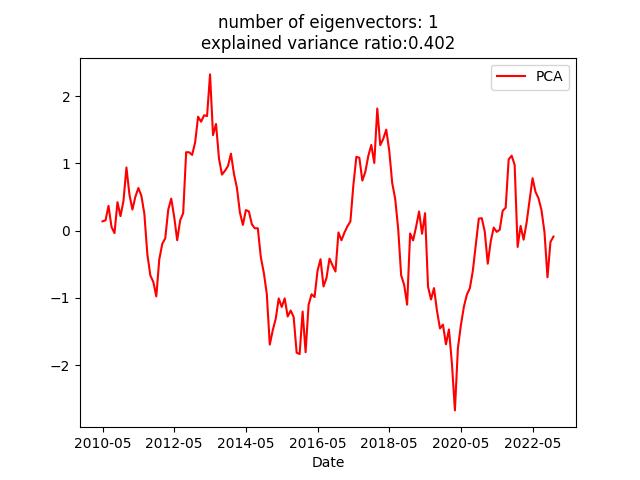 number of eigenvectors: 1
explained variance ratio:0.402
PCA
2
1
0
−1
−2
2010-05 2012-05 2014-05 2016-05 2018-05 2020-05 2022-05
Date